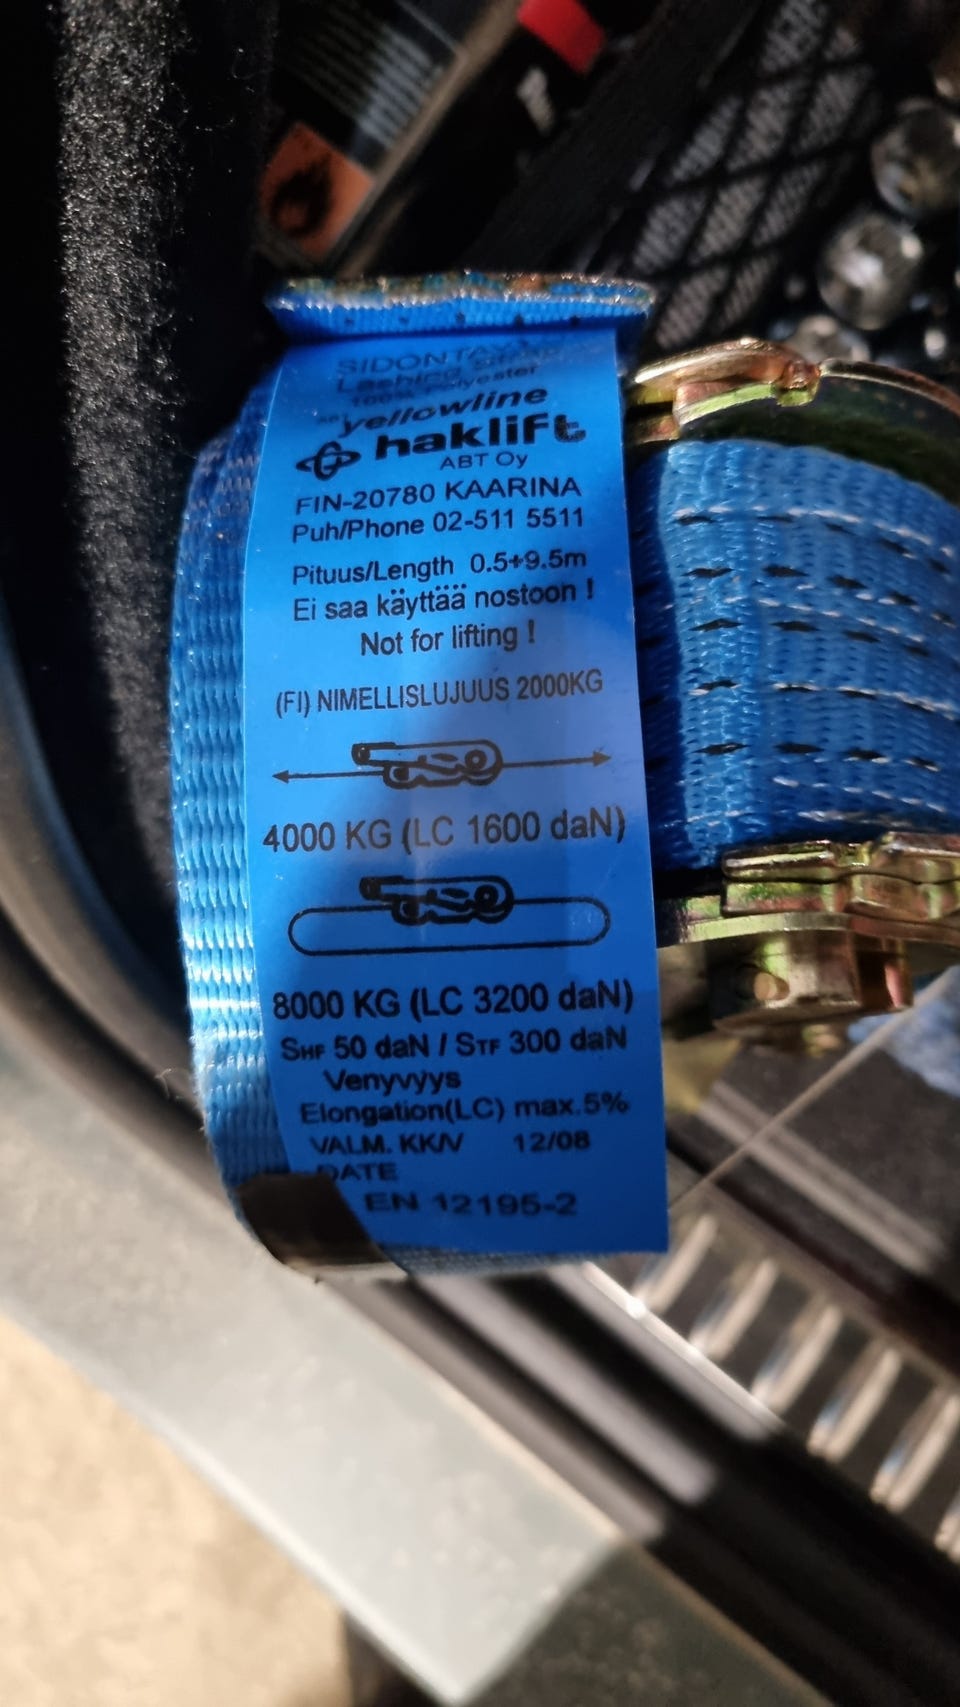 Lashing
100% Polyester
yellowline
haklift
ABT Oy
FIN-20780 KAARINA
Puh/Phone 02-511 5511
Pituus/Length 0.5+9.5m
Ei saa käyttää nostoon !
Not for lifting !
(FI) NIMELLISLUJUUS 2000KG
4000 KG (LC 1600 daN)
8000 KG (LC 3200 daN)
SHF 50 daN / STF 300 daN
Venyvyys
Elongation(LC) max.5%
VALM. KK/V 12/08
DATE
EN 12195-2